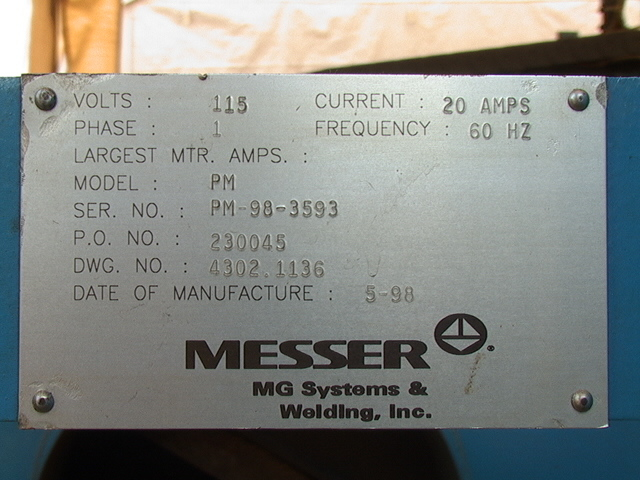 VOLTS : 115 CURRENT : 20 AMPS
PHASE : 1 FREQUENCY : 60 HZ
LARGEST MTR. AMPS. :
MODEL : PM
SER. NO. : PM-98-3593
P.O. NO. : 230045
DWG. NO. : 4302.1136
DATE OF MANUFACTURE : 5-98
MESSER
MG Systems &
Welding, Inc.